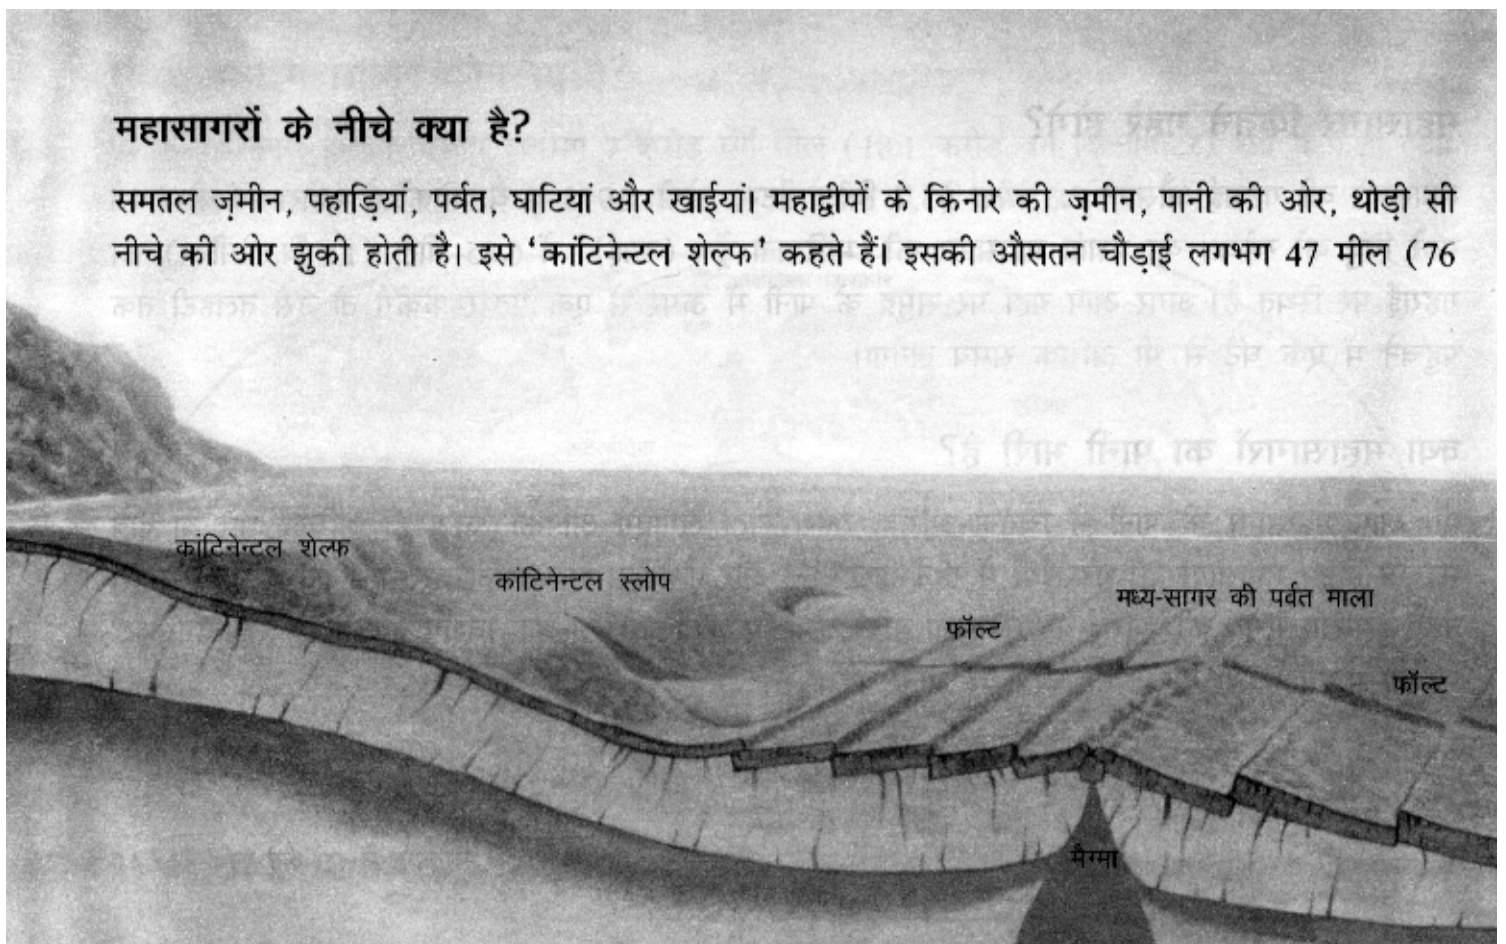 महासागरों के नीचे क्या है?
समतल ज़मीन, पहाड़ियां, पर्वत, घाटियां और खाईयां। महाद्वीपों के किनारे की ज़मीन, पानी की ओर, थोड़ी सी
नीचे की ओर झुकी होती है। इसे ‘कांटिनेन्टल शेल्फ’ कहते हैं। इसकी औसतन चौड़ाई लगभग 47 मील (76
कांटिनेन्टल शेल्फ
कांटिनेन्टल स्लोप
मध्य-सागर की पर्वत माला
फॉल्ट
फॉल्ट
मैग्मा